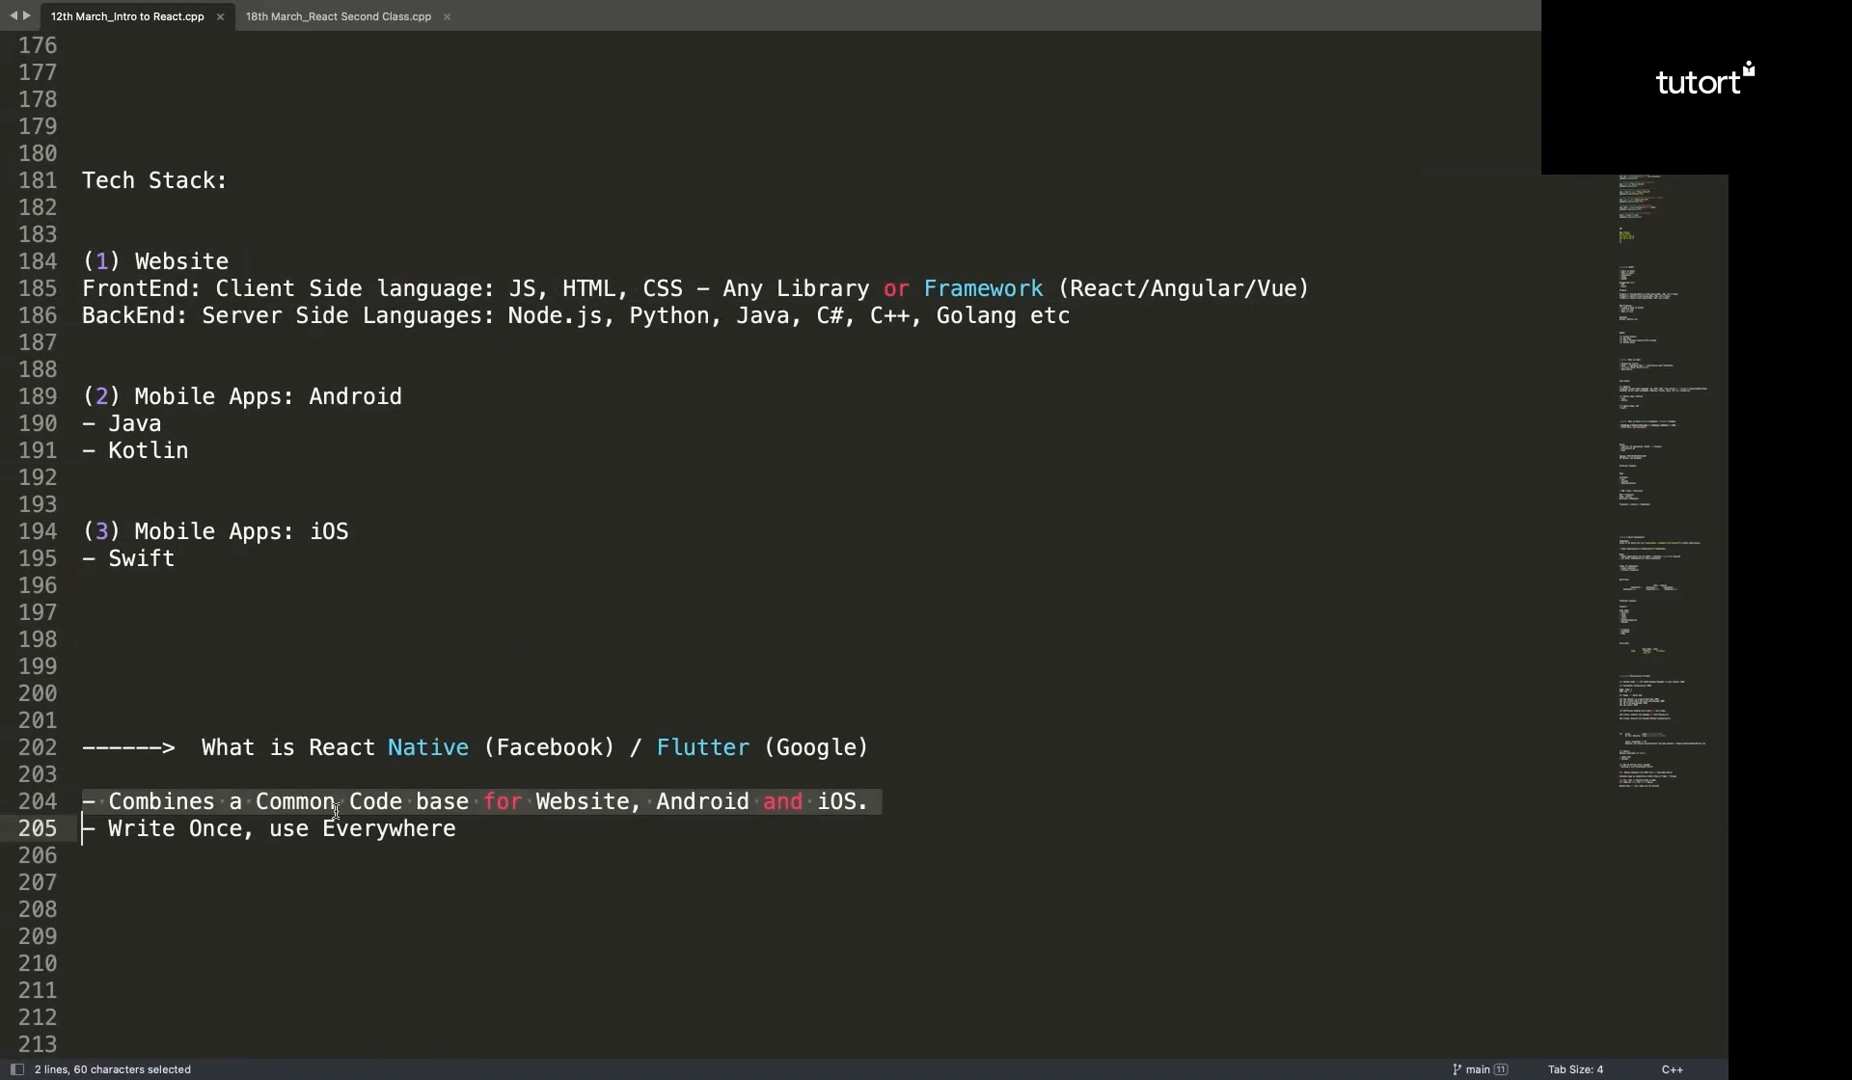 12th March_Intro to React.cpp ×
18th March_React Second Class.cpp ×
tutort
176
177
178
179
180
181 Tech Stack:
182
183
184 (1) Website
185 FrontEnd: Client Side language: JS, HTML, CSS – Any Library or Framework (React/Angular/Vue)
186 BackEnd: Server Side Languages: Node.js, Python, Java, C#, C++, Golang etc
187
188
189 (2) Mobile Apps: Android
190 – Java
191 – Kotlin
192
193
194 (3) Mobile Apps: iOS
195 – Swift
196
197
198
199
200
201
202 ------> What is React Native (Facebook) / Flutter (Google)
203
204 – Combines a Common Code base for Website, Android and iOS.
205 – Write Once, use Everywhere
206
207
208
209
210
211
212
213
2 lines, 60 characters selected
main 11
Tab Size: 4
C++